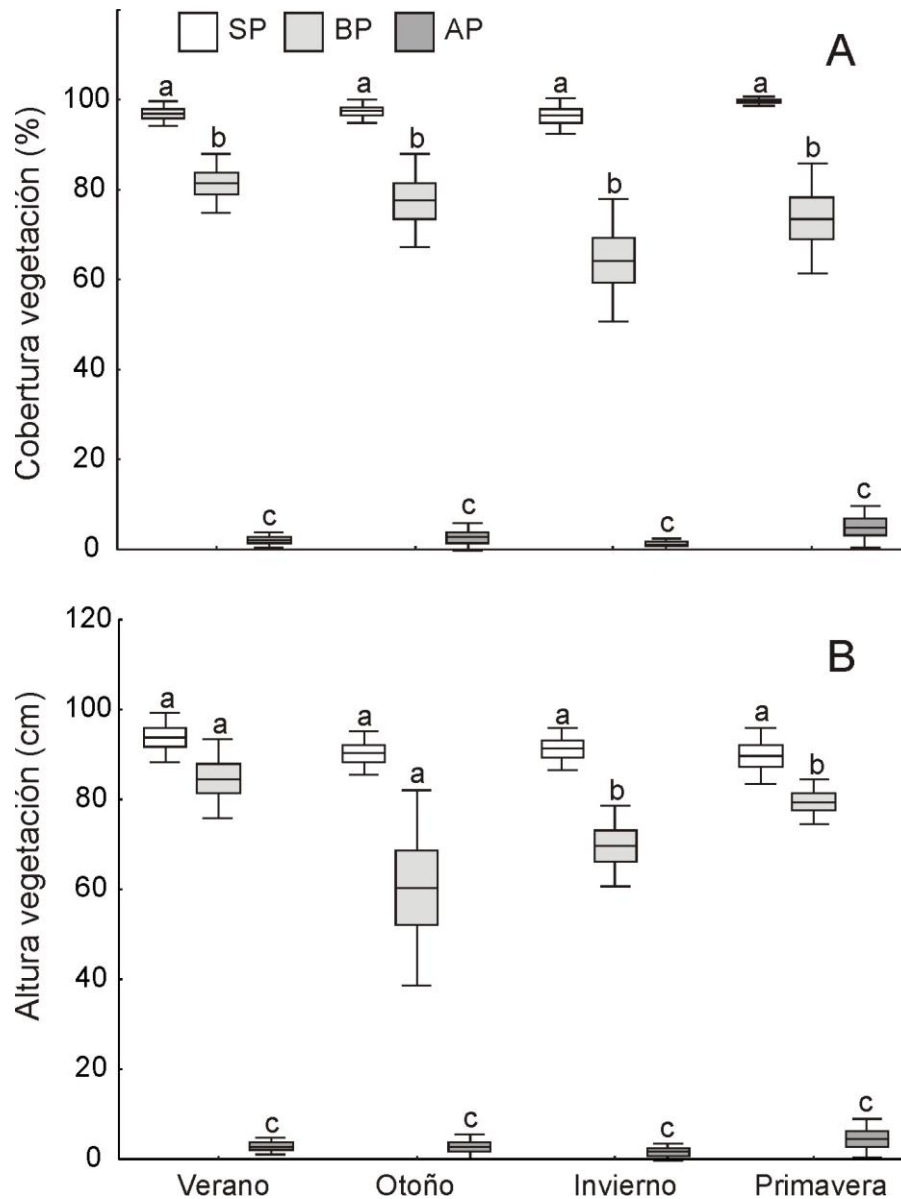 SP BP AP
A
Cobertura vegetación (%)
100
80
60
40
20
0
a a a a
b b b b
c c c c
B
Altura vegetación (cm)
120
100
80
60
40
20
0
a a a a
a a b b
c c c c
Verano Otoño Invierno Primavera